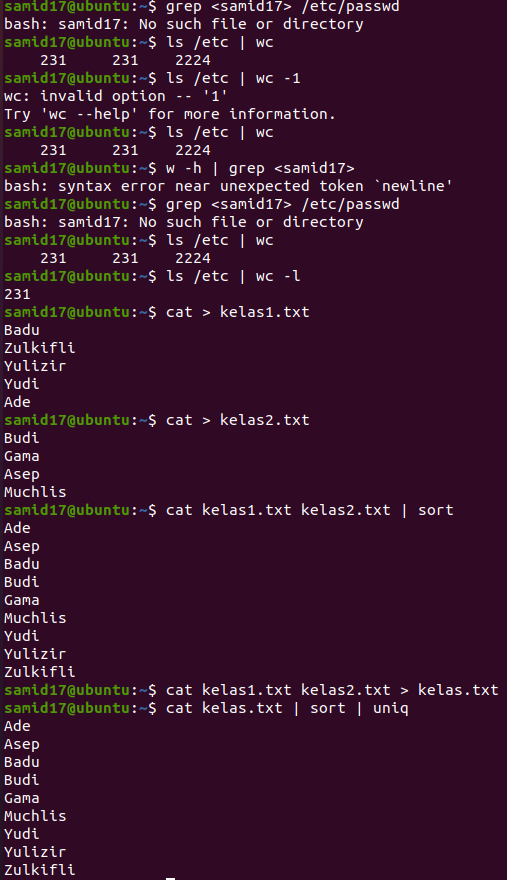 samid17@ubuntu:~$ grep <samid17> /etc/passwd
bash: samid17: No such file or directory
samid17@ubuntu:~$ ls /etc | wc
    231     231    2224
samid17@ubuntu:~$ ls /etc | wc -1
wc: invalid option -- '1'
Try 'wc --help' for more information.
samid17@ubuntu:~$ ls /etc | wc
    231     231    2224
samid17@ubuntu:~$ w -h | grep <samid17>
bash: syntax error near unexpected token `newline'
samid17@ubuntu:~$ grep <samid17> /etc/passwd
bash: samid17: No such file or directory
samid17@ubuntu:~$ ls /etc | wc
    231     231    2224
samid17@ubuntu:~$ ls /etc | wc -l
231
samid17@ubuntu:~$ cat > kelas1.txt
Badu
Zulkifli
Yulizir
Yudi
Ade
samid17@ubuntu:~$ cat > kelas2.txt
Budi
Gama
Asep
Muchlis
samid17@ubuntu:~$ cat kelas1.txt kelas2.txt | sort
Ade
Asep
Badu
Budi
Gama
Muchlis
Yudi
Yulizir
Zulkifli
samid17@ubuntu:~$ cat kelas1.txt kelas2.txt > kelas.txt
samid17@ubuntu:~$ cat kelas.txt | sort | uniq
Ade
Asep
Badu
Budi
Gama
Muchlis
Yudi
Yulizir
Zulkifli